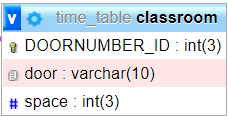 v time_table classroom
DOORNUMBER_ID : int(3)
door : varchar(10)
# space : int(3)